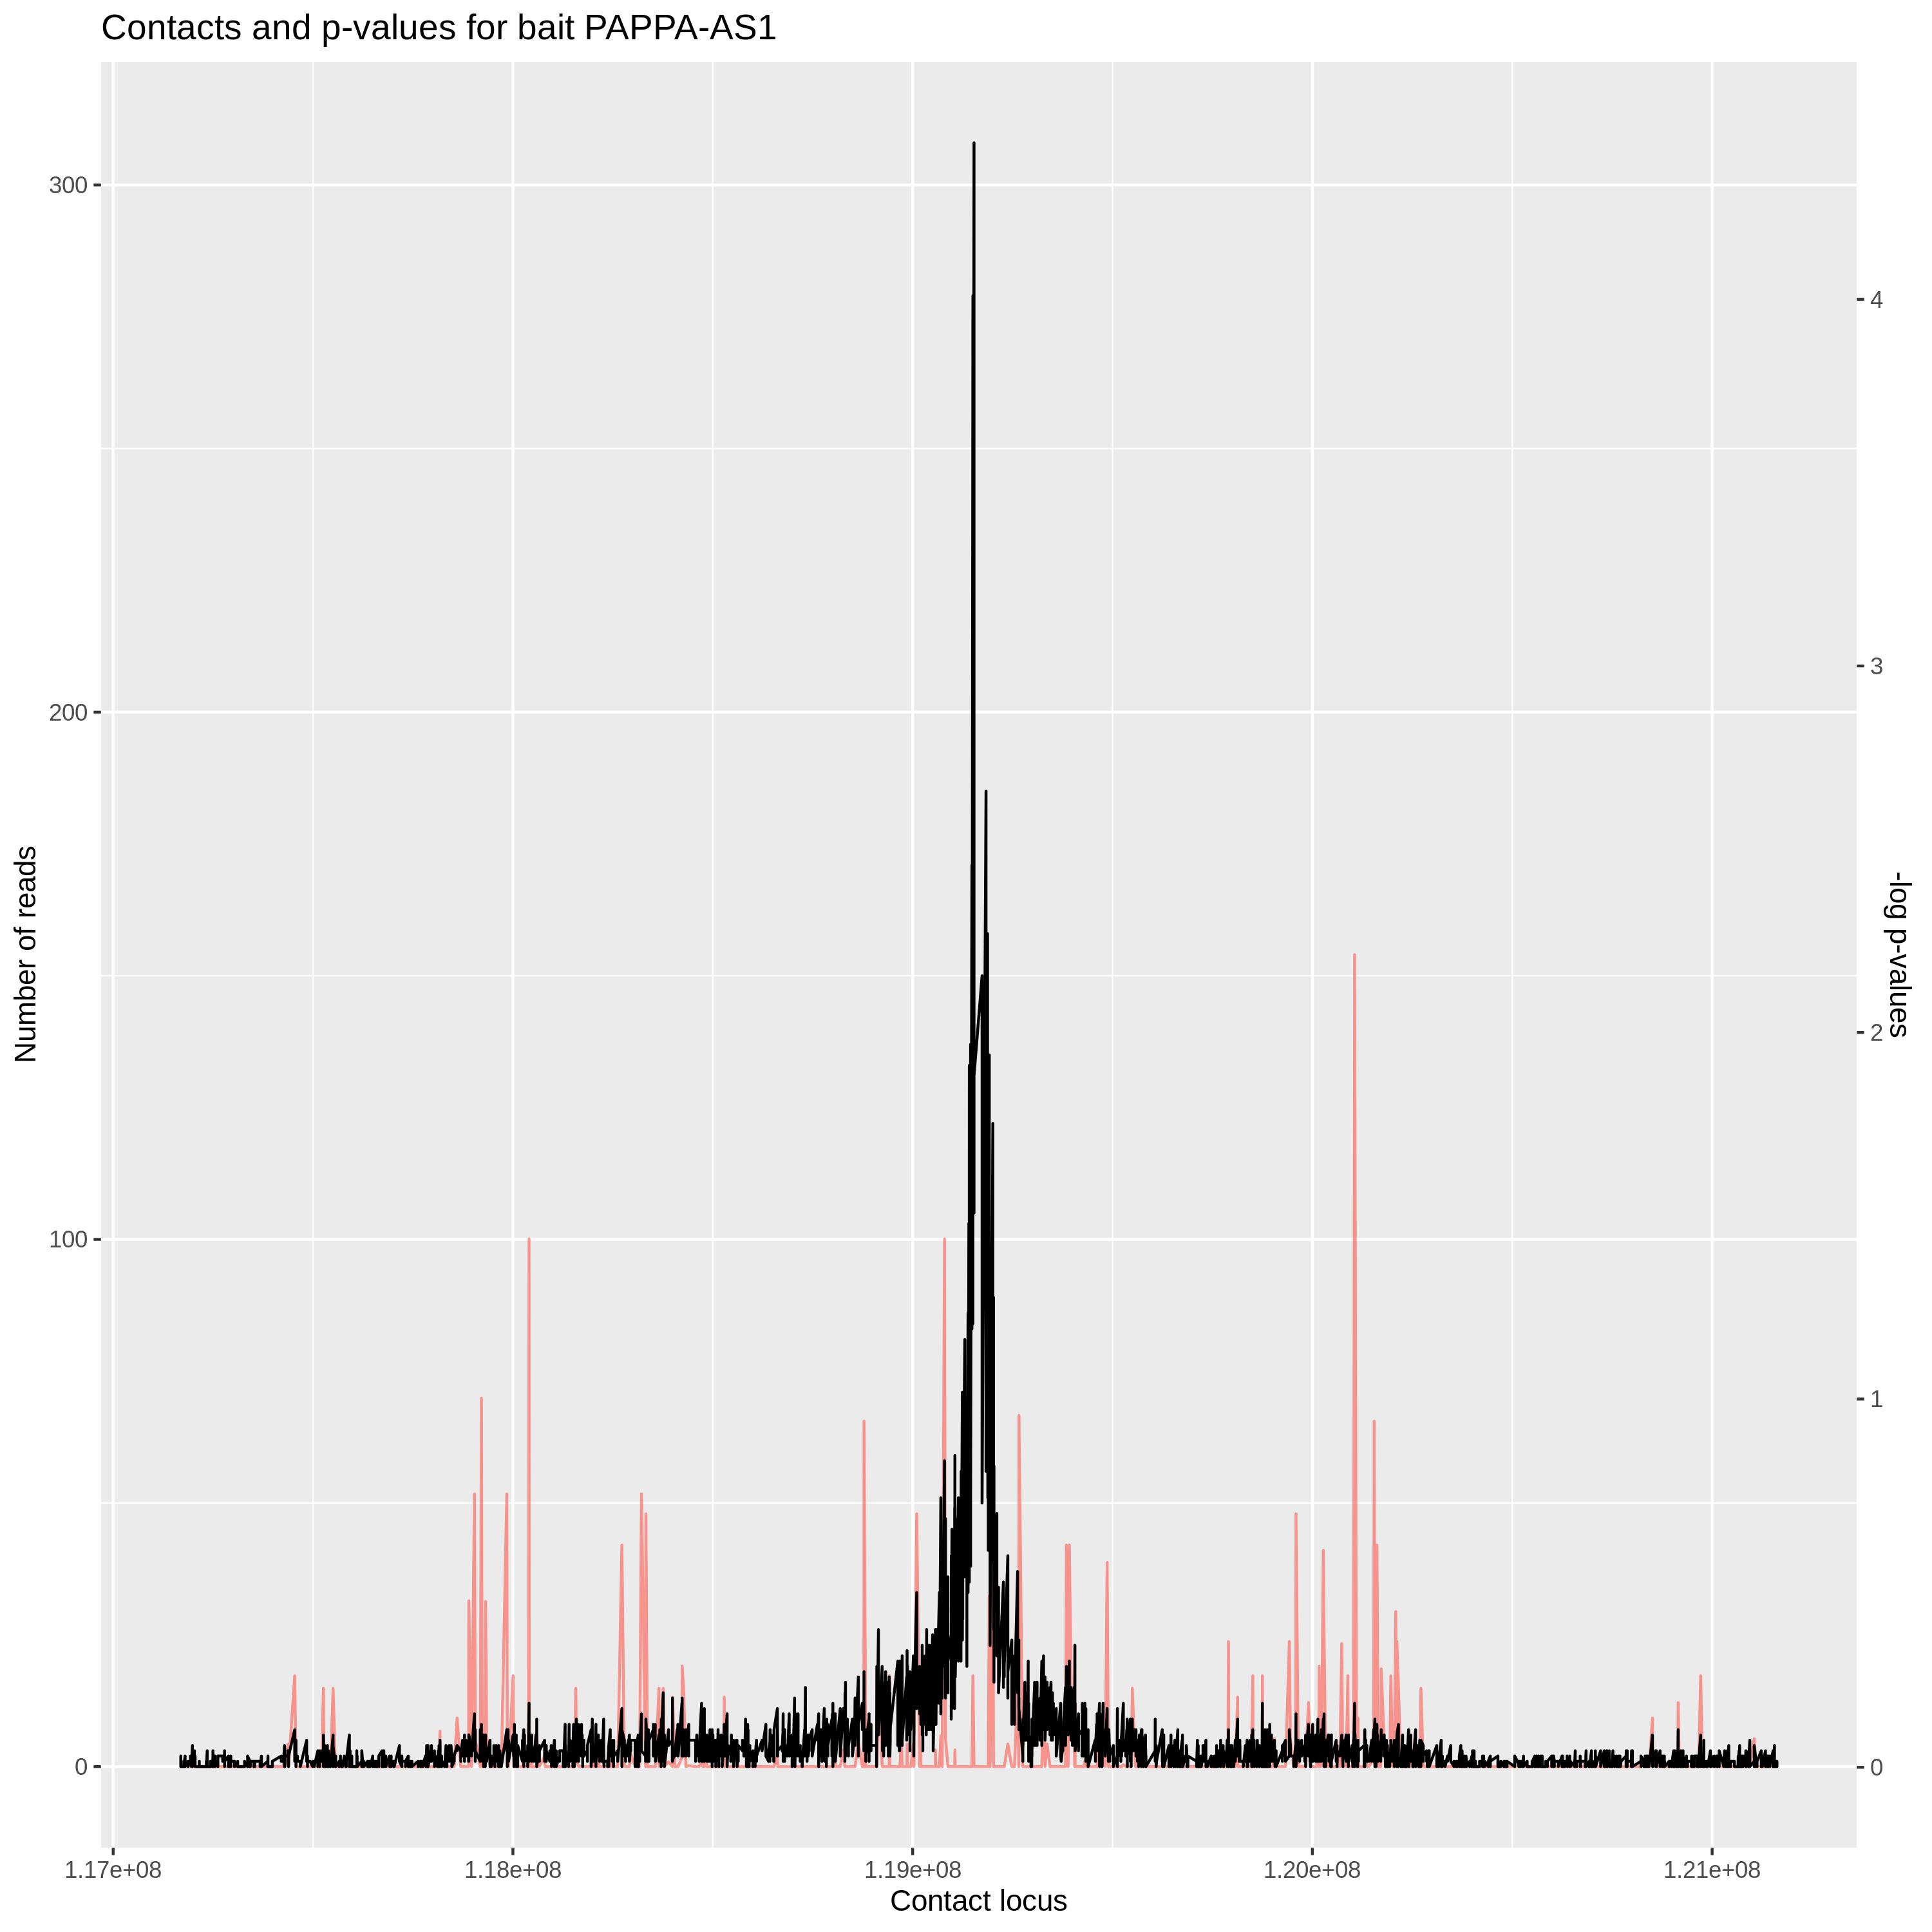 Contacts and p-values for bait PAPPA-AS1
300
200
100
0
Number of reads
4
3
2
1
0
-log p-values
1.17e+08
1.18e+08
1.19e+08
1.20e+08
1.21e+08
Contact locus